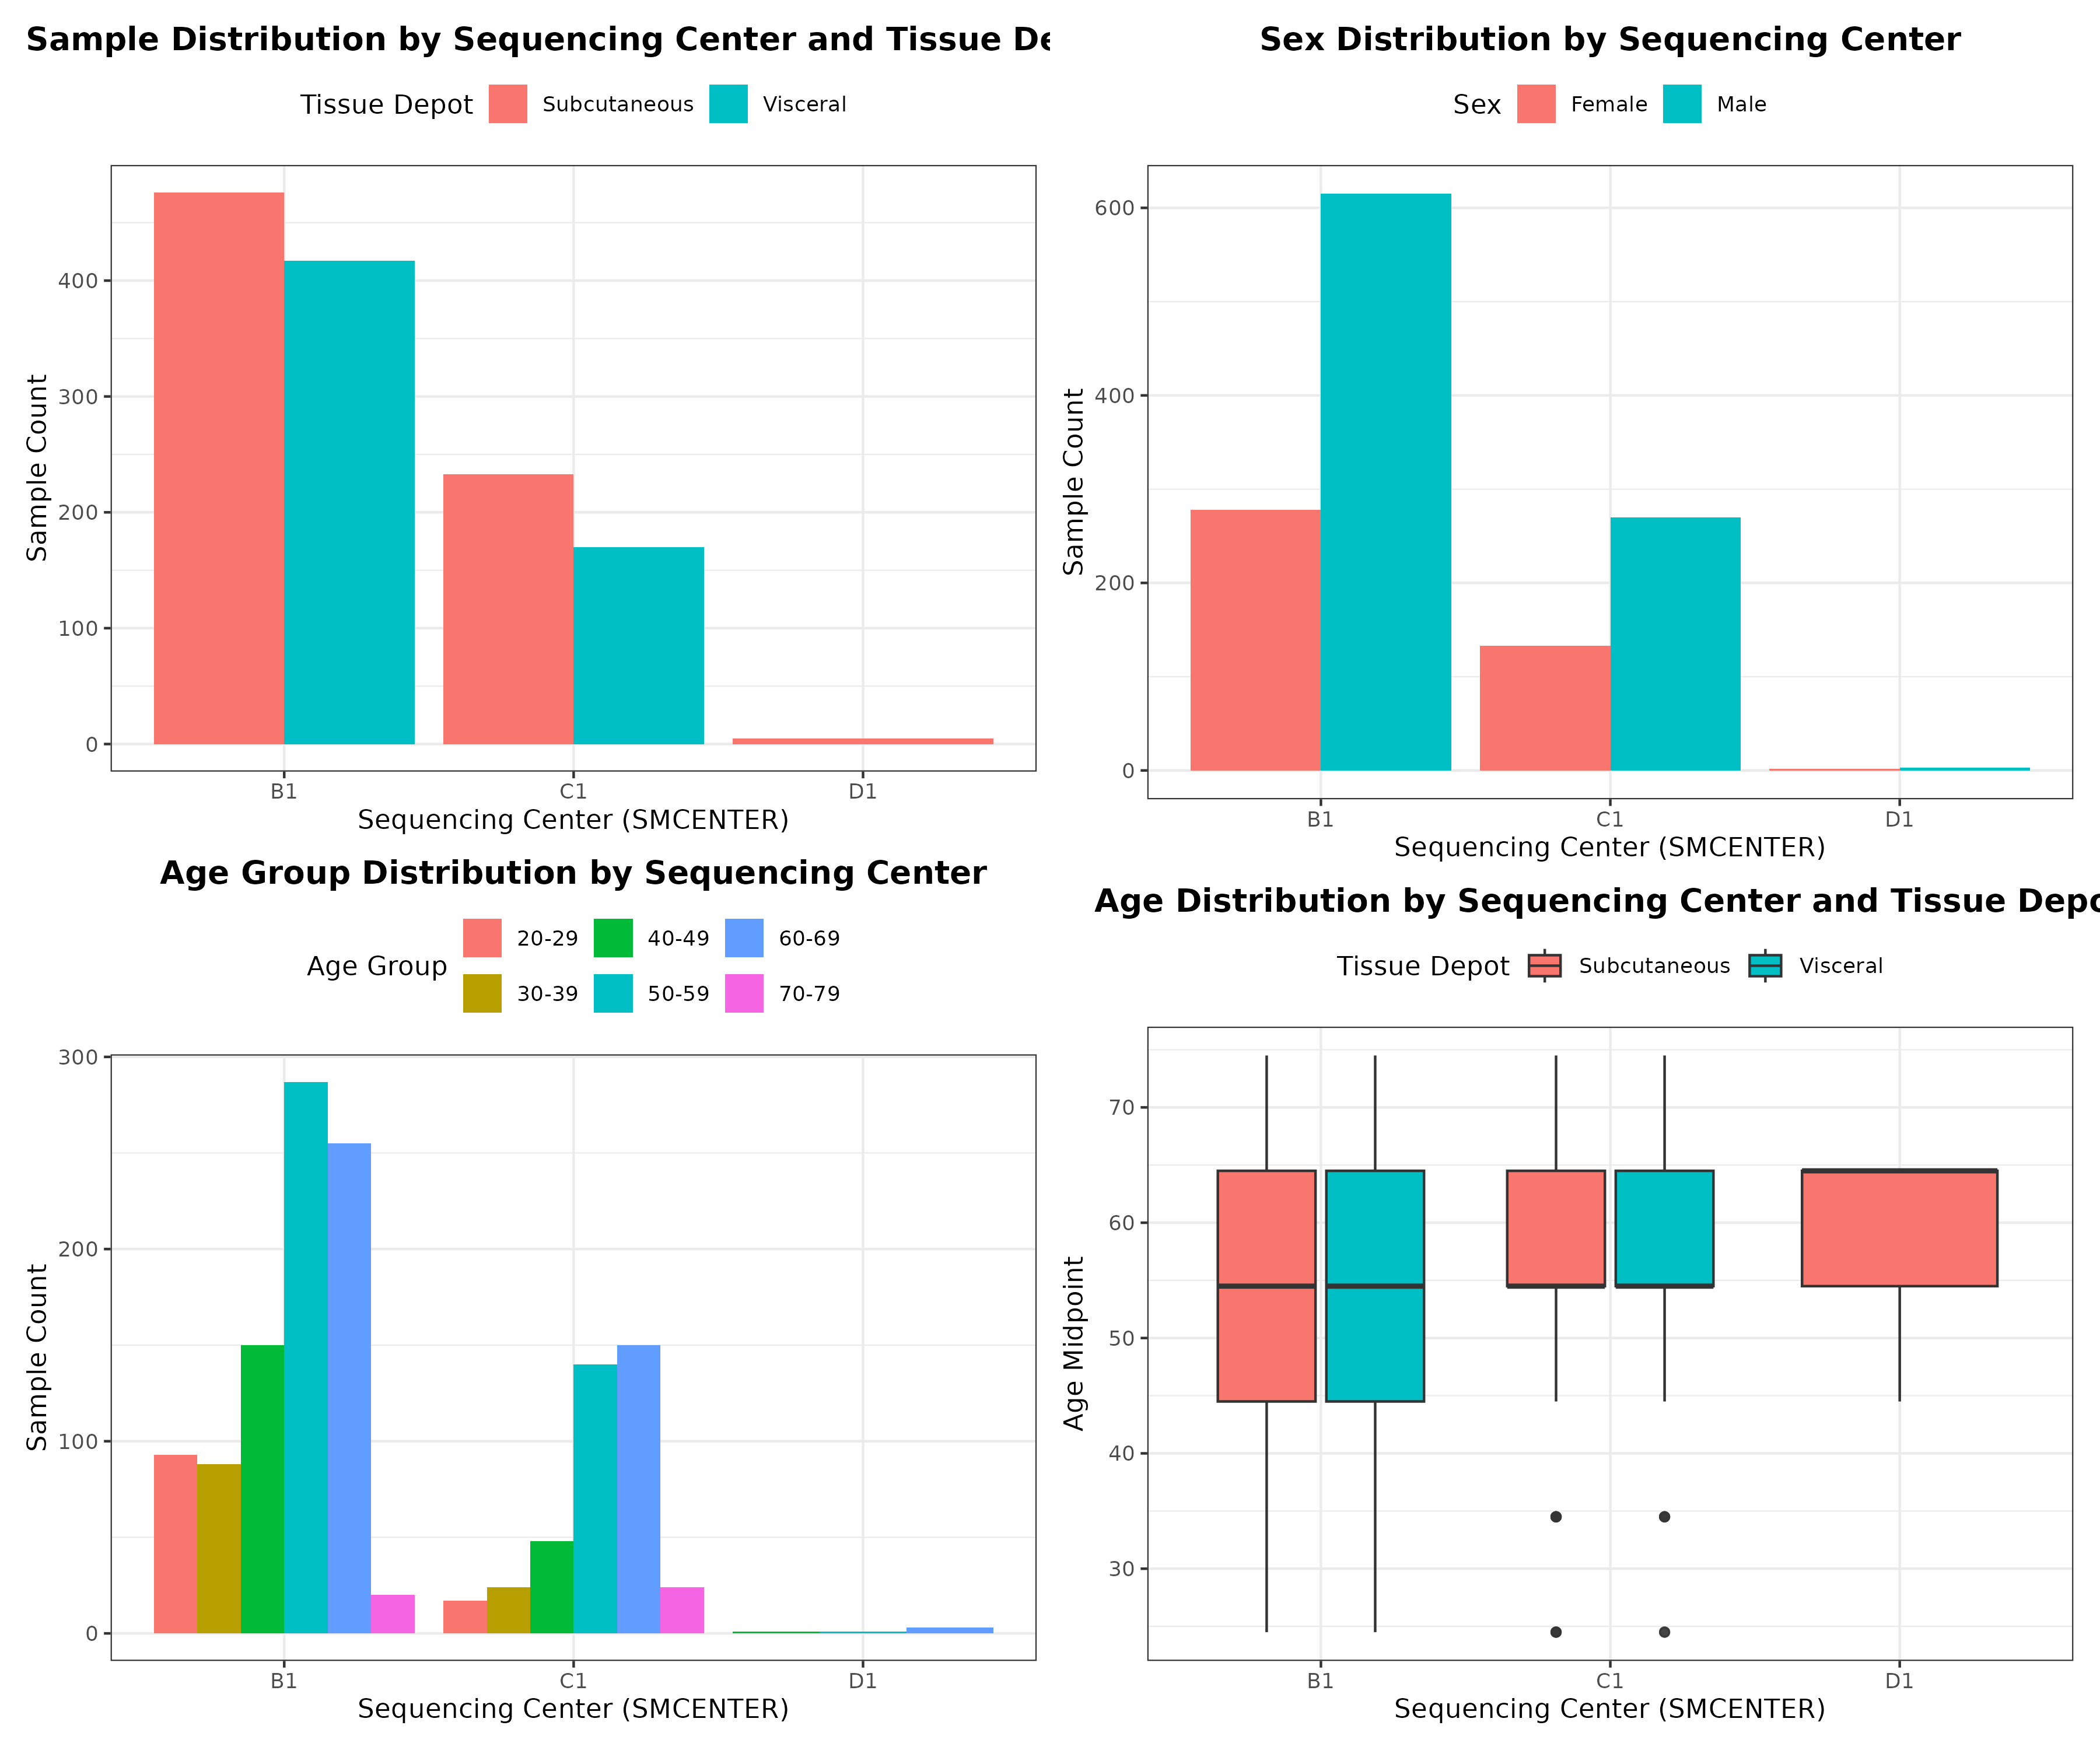 Sample Distribution by Sequencing Center and Tissue De
Tissue Depot Subcutaneous Visceral
400
300
200
100
0
Sample Count
B1 C1 D1
Sequencing Center (SMCENTER)
Sex Distribution by Sequencing Center
Sex Female Male
600
400
200
0
Sample Count
B1 C1 D1
Sequencing Center (SMCENTER)
Age Group Distribution by Sequencing Center
Age Group
20-29 40-49 60-69
30-39 50-59 70-79
300
200
100
0
Sample Count
B1 C1 D1
Sequencing Center (SMCENTER)
Age Distribution by Sequencing Center and Tissue Depo
Tissue Depot Subcutaneous Visceral
70
60
50
40
30
Age Midpoint
B1 C1 D1
Sequencing Center (SMCENTER)